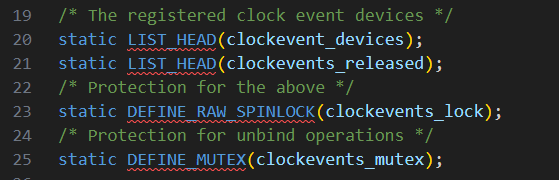 19 /* The registered clock event devices */
20 static LIST_HEAD(clockevent_devices);
21 static LIST_HEAD(clockevents_released);
22 /* Protection for the above */
23 static DEFINE_RAW_SPINLOCK(clockevents_lock);
24 /* Protection for unbind operations */
25 static DEFINE_MUTEX(clockevents_mutex);